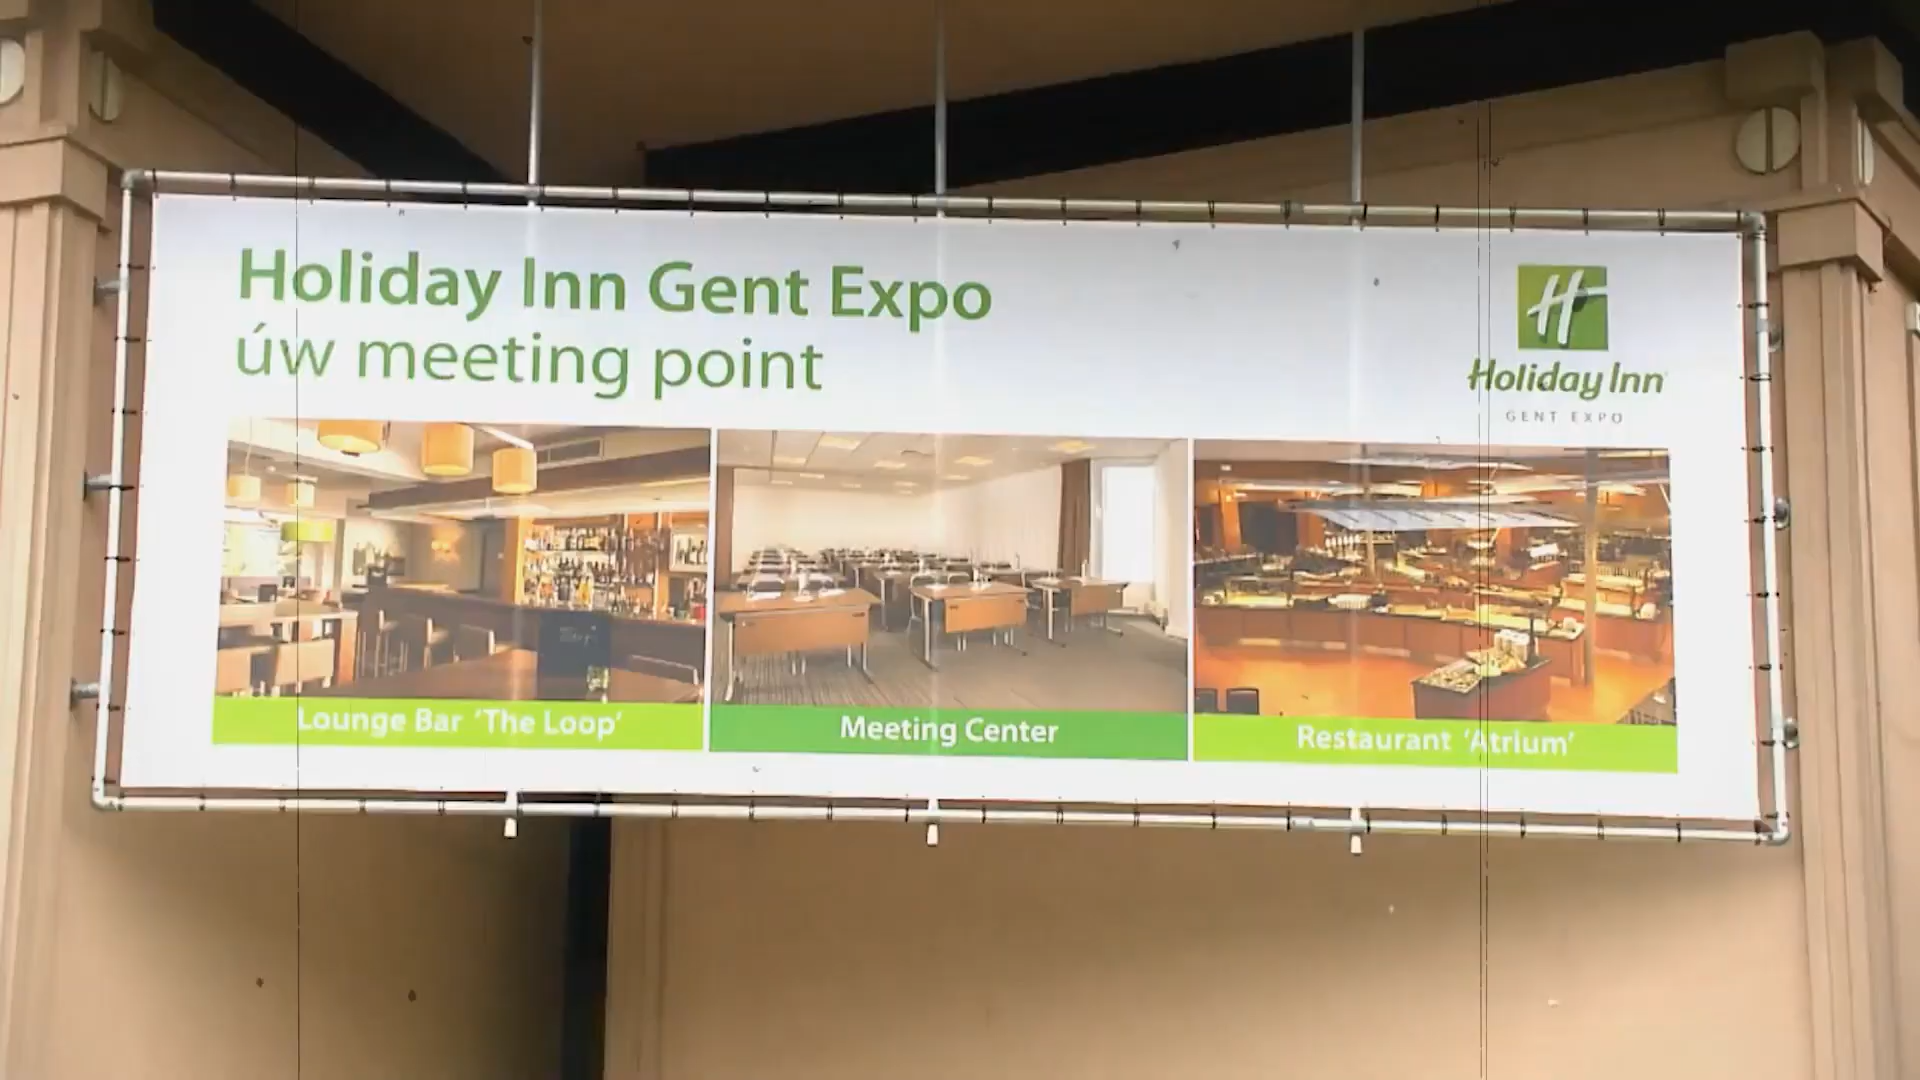 Holiday Inn Gent Expo
úw meeting point
Holiday Inn
GENT EXPO
Lounge Bar 'The Loop'
Meeting Center
Restaurant 'Atrium'